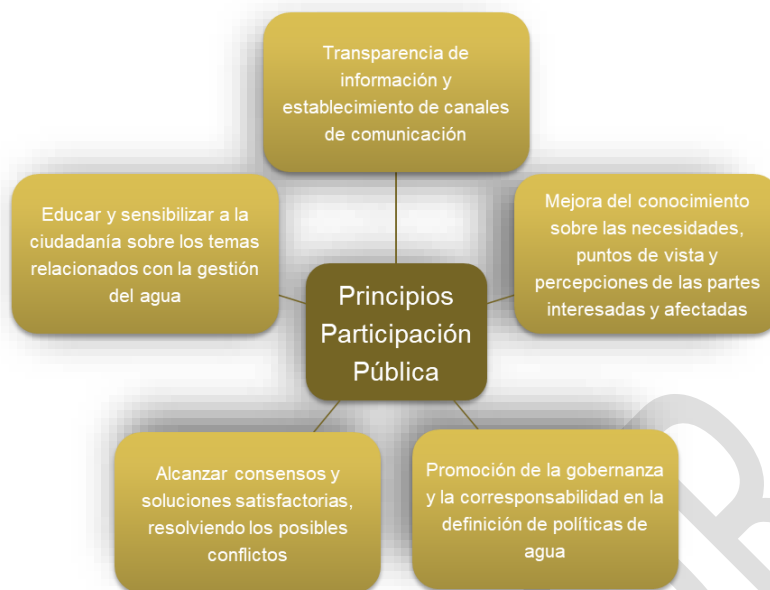 Transparencia de
información y
establecimiento de canales
de comunicación
Educar y sensibilizar a la
ciudadanía sobre los temas
relacionados con la gestión
del agua
Mejora del conocimiento
sobre las necesidades,
puntos de vista y
percepciones de las partes
interesadas y afectadas
Principios
Participación
Pública
Alcanzar consensos y
soluciones satisfactorias,
resolviendo los posibles
conflictos
Promoción de la gobernanza
y la corresponsabilidad en la
definición de políticas de
agua